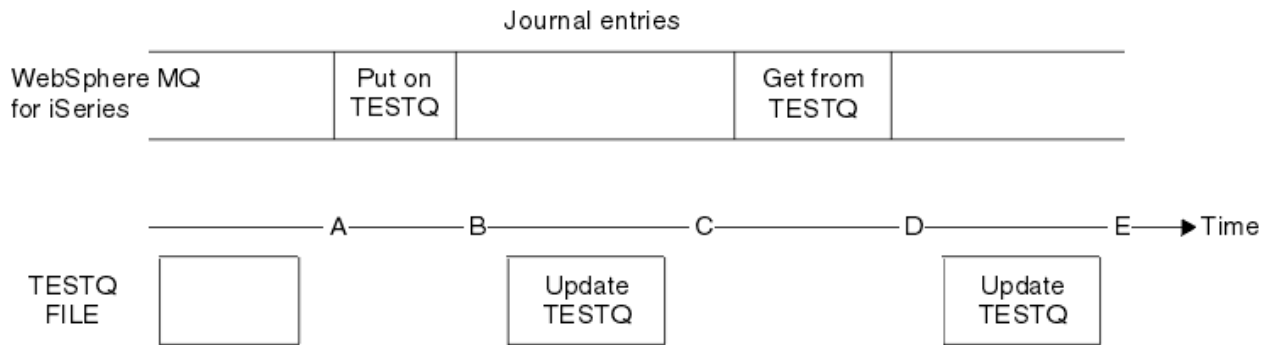 Journal entries
WebSphere MQ
for iSeries
Put on
TESTQ
Get from
TESTQ
A
B
C
D
E
Time
TESTQ
FILE
Update
TESTQ
Update
TESTQ